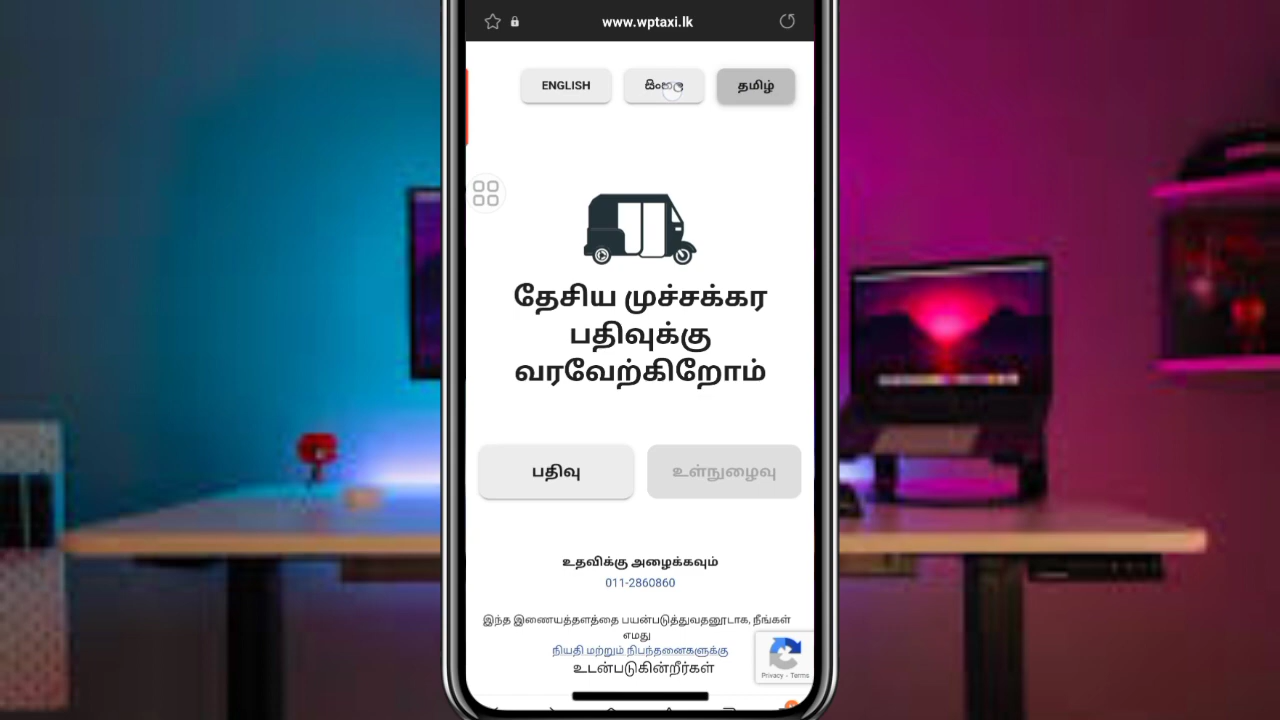 www.wptaxi.lk
ENGLISH
සිංහල
தமிழ்
தேசிய முச்சக்கர
பதிவுக்கு
வரவேற்கிறோம்
பதிவு
உள்நுழைவு
உதவிக்கு அழைக்கவும்
011-2860860
இந்த இணையத்தளத்தை பயன்படுத்துவதனூடாக, நீங்கள்
எமது
நியதி மற்றும் நிபந்தனைகளுக்கு
உடன்படுகின்றீர்கள்
Privacy - Terms